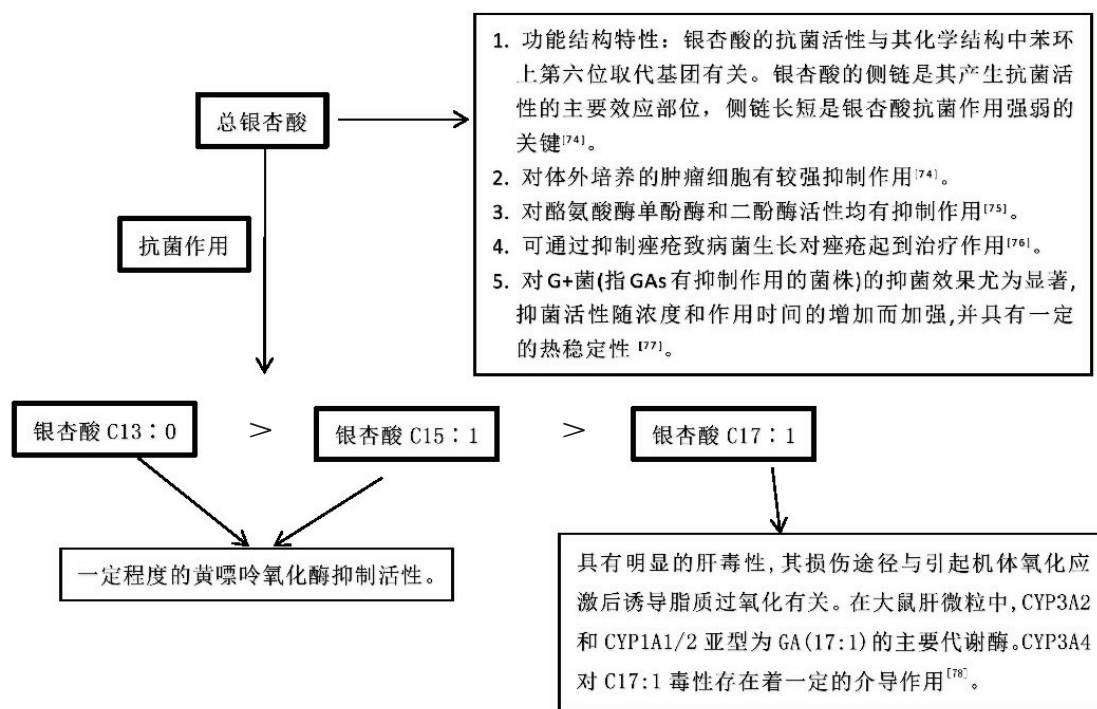 总银杏酸
1. 功能结构特性：银杏酸的抗菌活性与其化学结构中苯环
上第六位取代基团有关。银杏酸的侧链是其产生抗菌活
性的主要效应部位，侧链长短是银杏酸抗菌作用强弱的
关键[74]。
2. 对体外培养的肿瘤细胞有较强抑制作用[74]。
3. 对酪氨酸酶单酚酶和二酚酶活性均有抑制作用[75]。
4. 可通过抑制痤疮致病菌生长对痤疮起到治疗作用[76]。
5. 对G+菌(指GAs有抑制作用的菌株)的抑菌效果尤为显著,
抑菌活性随浓度和作用时间的增加而加强,并具有一定
的热稳定性 [77]。
抗菌作用
银杏酸 C13：0 > 银杏酸 C15：1 > 银杏酸 C17：1
一定程度的黄嘌呤氧化酶抑制活性。
具有明显的肝毒性,其损伤途径与引起机体氧化应
激后诱导脂质过氧化有关。在大鼠肝微粒中,CYP3A2
和CYP1A1/2 亚型为GA(17:1)的主要代谢酶。CYP3A4
对C17:1 毒性存在着一定的介导作用[78]。